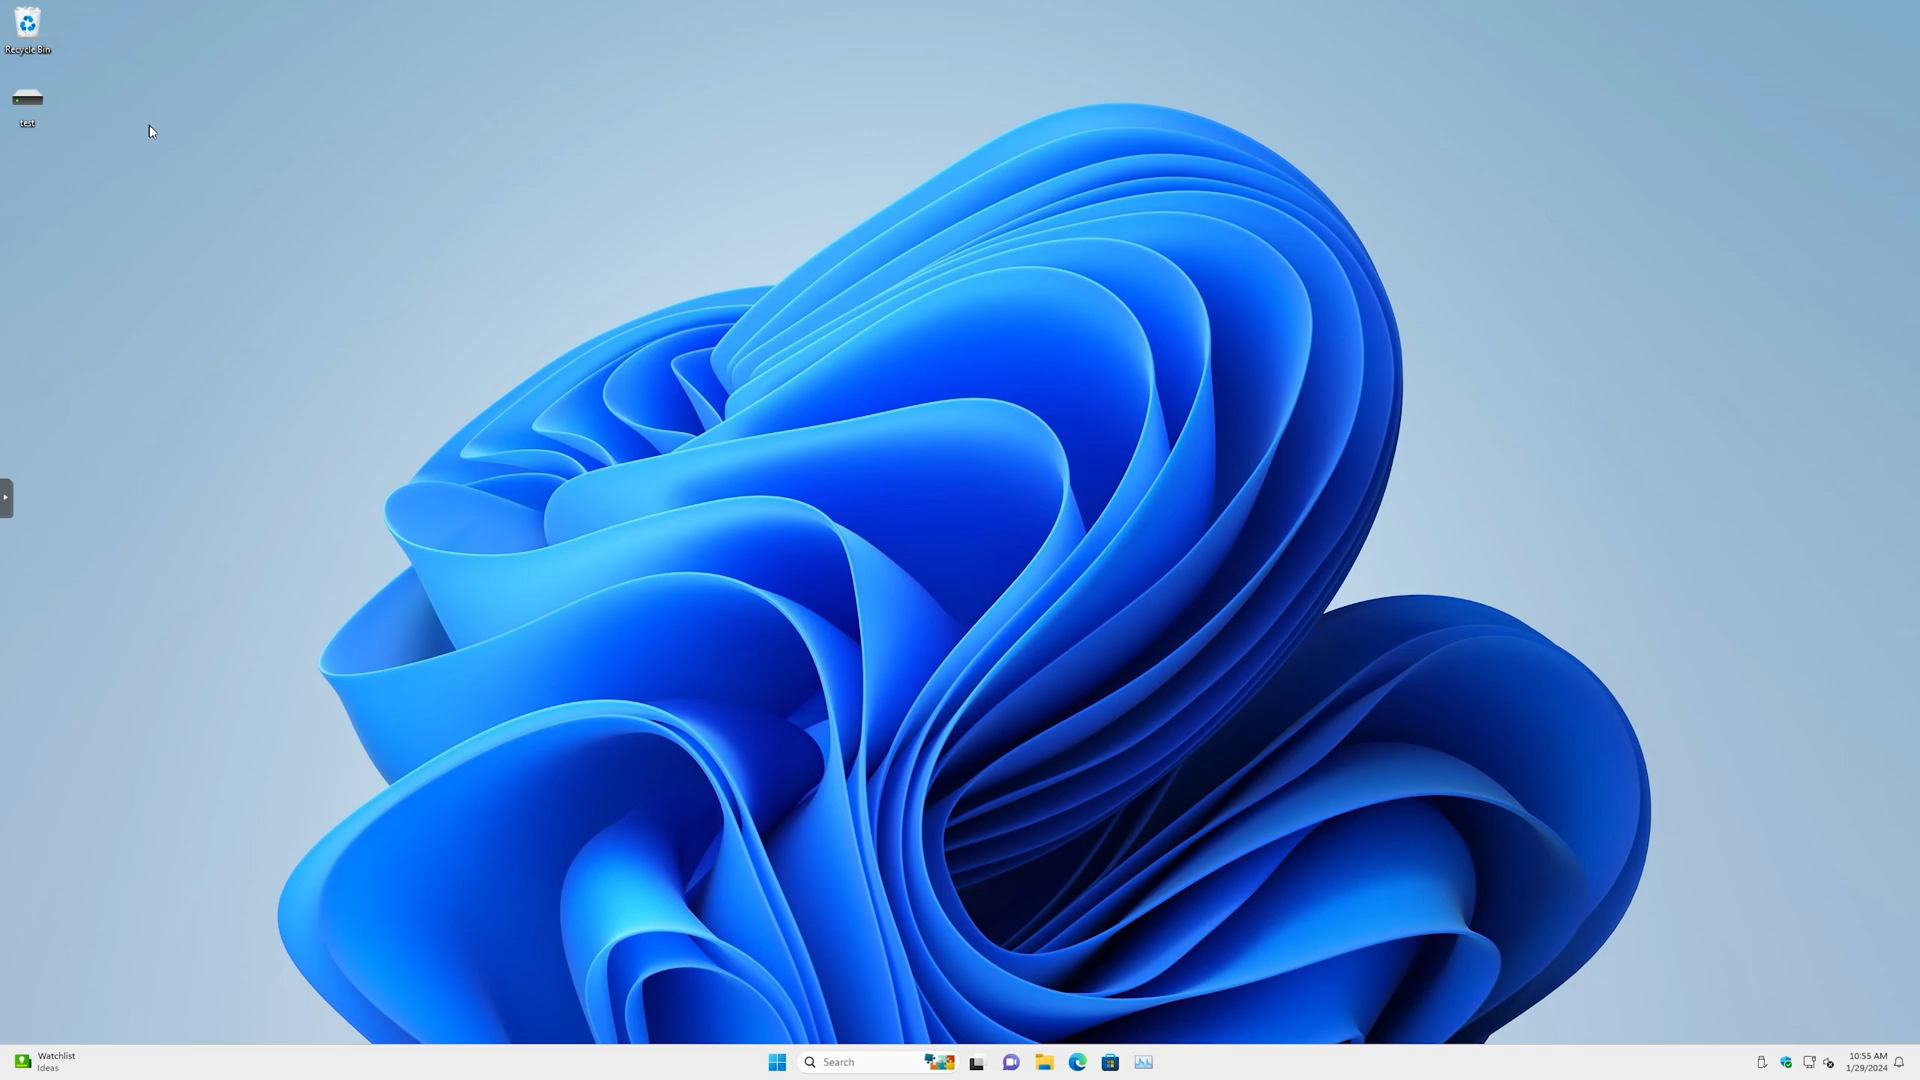 Recycle Bin
test
Watchlist
Ideas
Search
10:55 AM
1/29/2024